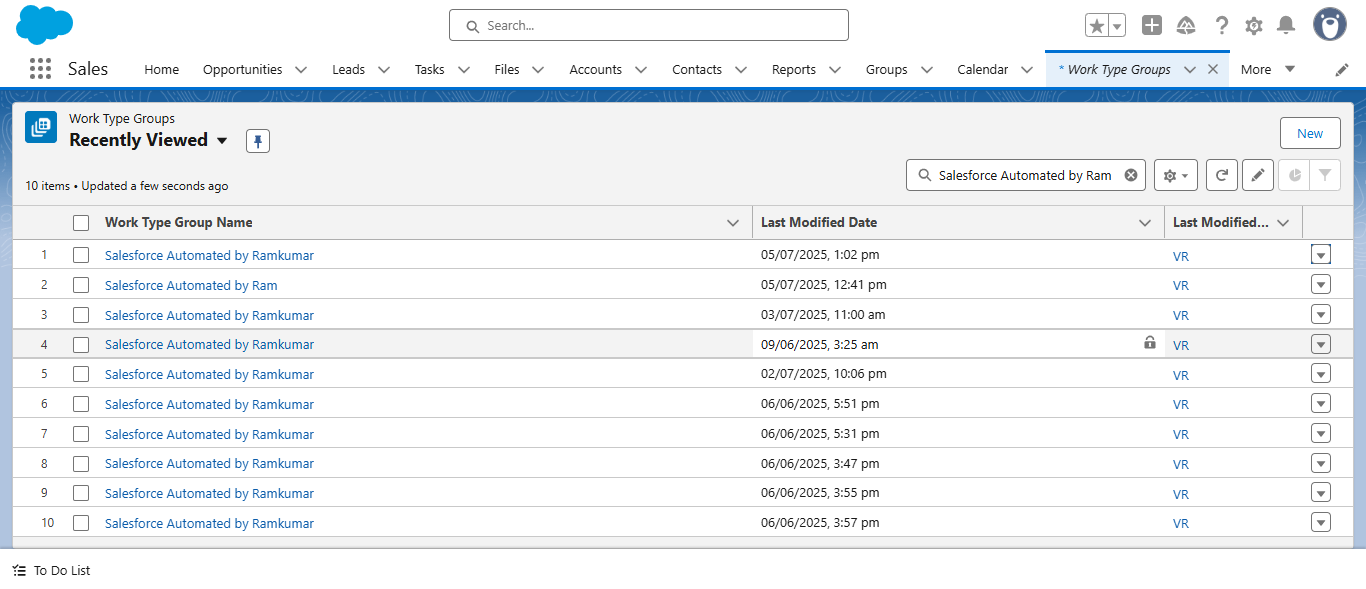 Search...
Sales
Home Opportunities Leads Tasks Files Accounts Contacts Reports Groups Calendar * Work Type Groups More
Work Type Groups
Recently Viewed
New
10 items • Updated a few seconds ago
Salesforce Automated by Ram
Work Type Group Name Last Modified Date Last Modified...
1 Salesforce Automated by Ramkumar 05/07/2025, 1:02 pm VR
2 Salesforce Automated by Ram 05/07/2025, 12:41 pm VR
3 Salesforce Automated by Ramkumar 03/07/2025, 11:00 am VR
4 Salesforce Automated by Ramkumar 09/06/2025, 3:25 am VR
5 Salesforce Automated by Ramkumar 02/07/2025, 10:06 pm VR
6 Salesforce Automated by Ramkumar 06/06/2025, 5:51 pm VR
7 Salesforce Automated by Ramkumar 06/06/2025, 5:31 pm VR
8 Salesforce Automated by Ramkumar 06/06/2025, 3:47 pm VR
9 Salesforce Automated by Ramkumar 06/06/2025, 3:55 pm VR
10 Salesforce Automated by Ramkumar 06/06/2025, 3:57 pm VR
To Do List